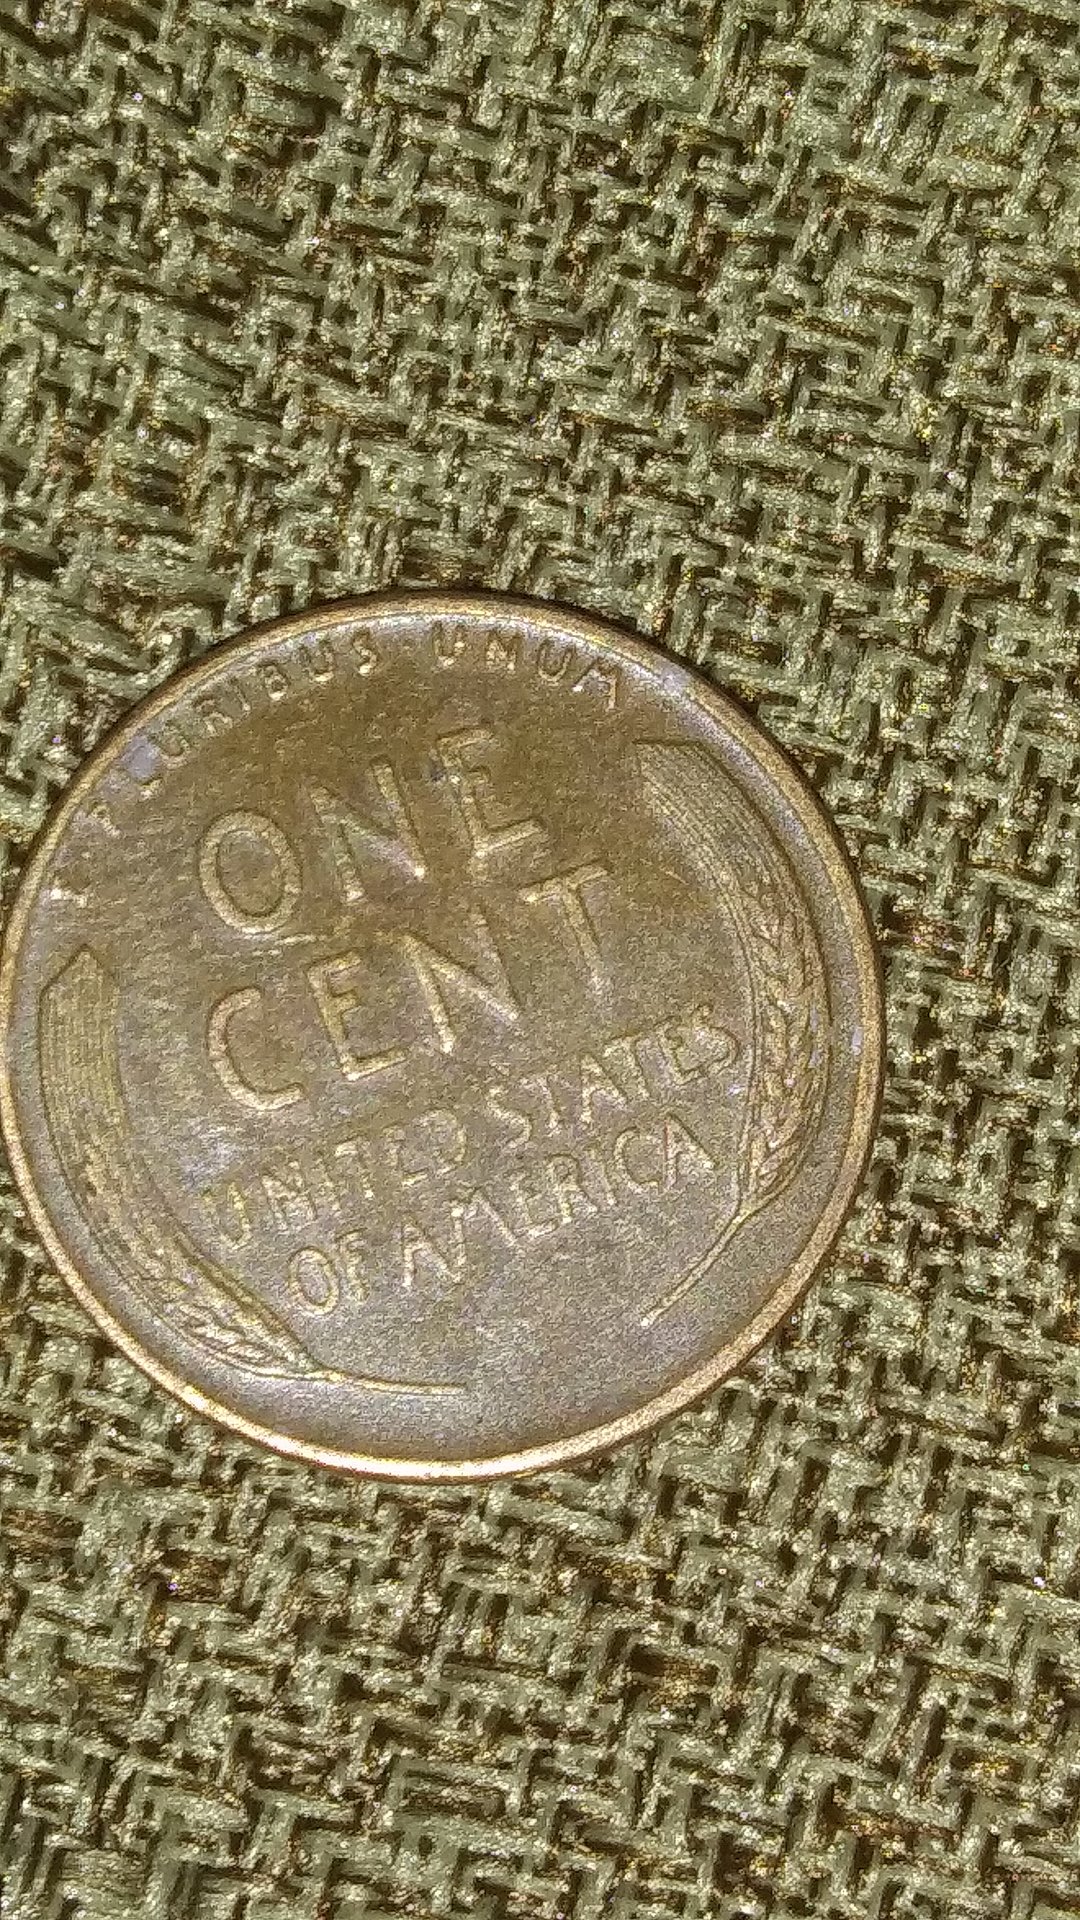 E PLURIBUS · UNUM
ONE
CENT
UNITED STATES
OF AMERICA